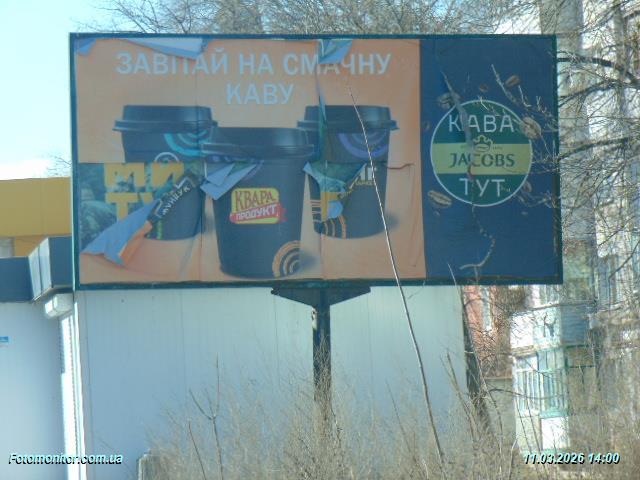 ЗАВІТАЙ НА СМАЧНУ
КАВУ
КВАРА
ПРОДУКТ
КАВА
JACOBS
ТУТ
Fotomonitor.com.ua
11.03.2026 14:00